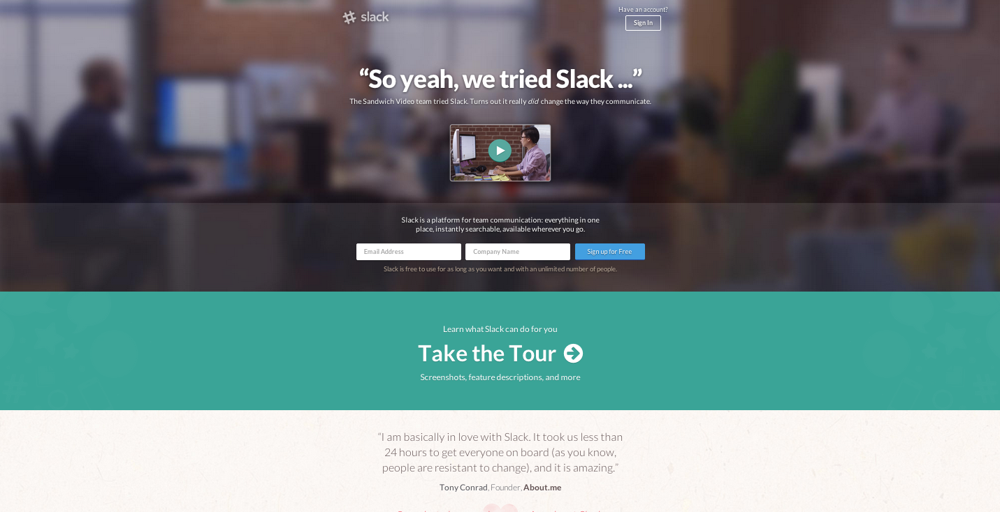 slack
Have an account?
Sign In
“So yeah, we tried Slack ...”
The Sandwich Video team tried Slack. Turns out it really did change the way they communicate.
Slack is a platform for team communication: everything in one
place, instantly searchable, available wherever you go.
Email Address
Company Name
Sign up for Free
Slack is free to use for as long as you want and with an unlimited number of people.
Learn what Slack can do for you
Take the Tour
Screenshots, feature descriptions, and more
“I am basically in love with Slack. It took us less than
24 hours to get everyone on board (as you know,
people are resistant to change), and it is amazing.”
Tony Conrad, Founder, About.me